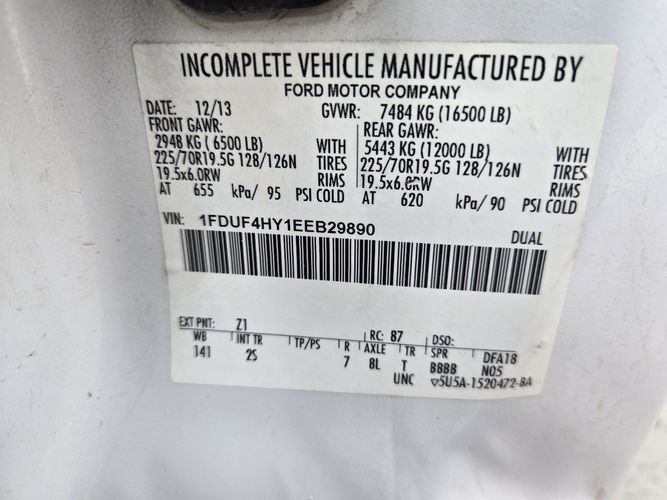 INCOMPLETE VEHICLE MANUFACTURED BY
FORD MOTOR COMPANY
DATE: 12/13 GVWR: 7484 KG (16500 LB)
FRONT GAWR: REAR GAWR:
2948 KG ( 6500 LB) WITH 5443 KG (12000 LB) WITH
225/70R19.5G 128/126N TIRES 225/70R19.5G 128/126N TIRES
19.5x6.0RW RIMS 19.5x6.0RW RIMS
AT 655 kPa/ 95 PSI COLD AT 620 kPa/ 90 PSI COLD
VIN: 1FDUF4HY1EEB29890 DUAL
EXT PNT: Z1 RC: 87 DSO:
WB INT TR TP/PS R AXLE TR SPR DFA18
141 2S 7 8L T BBBB N05
UNC ▽5U5A-1520472-BA